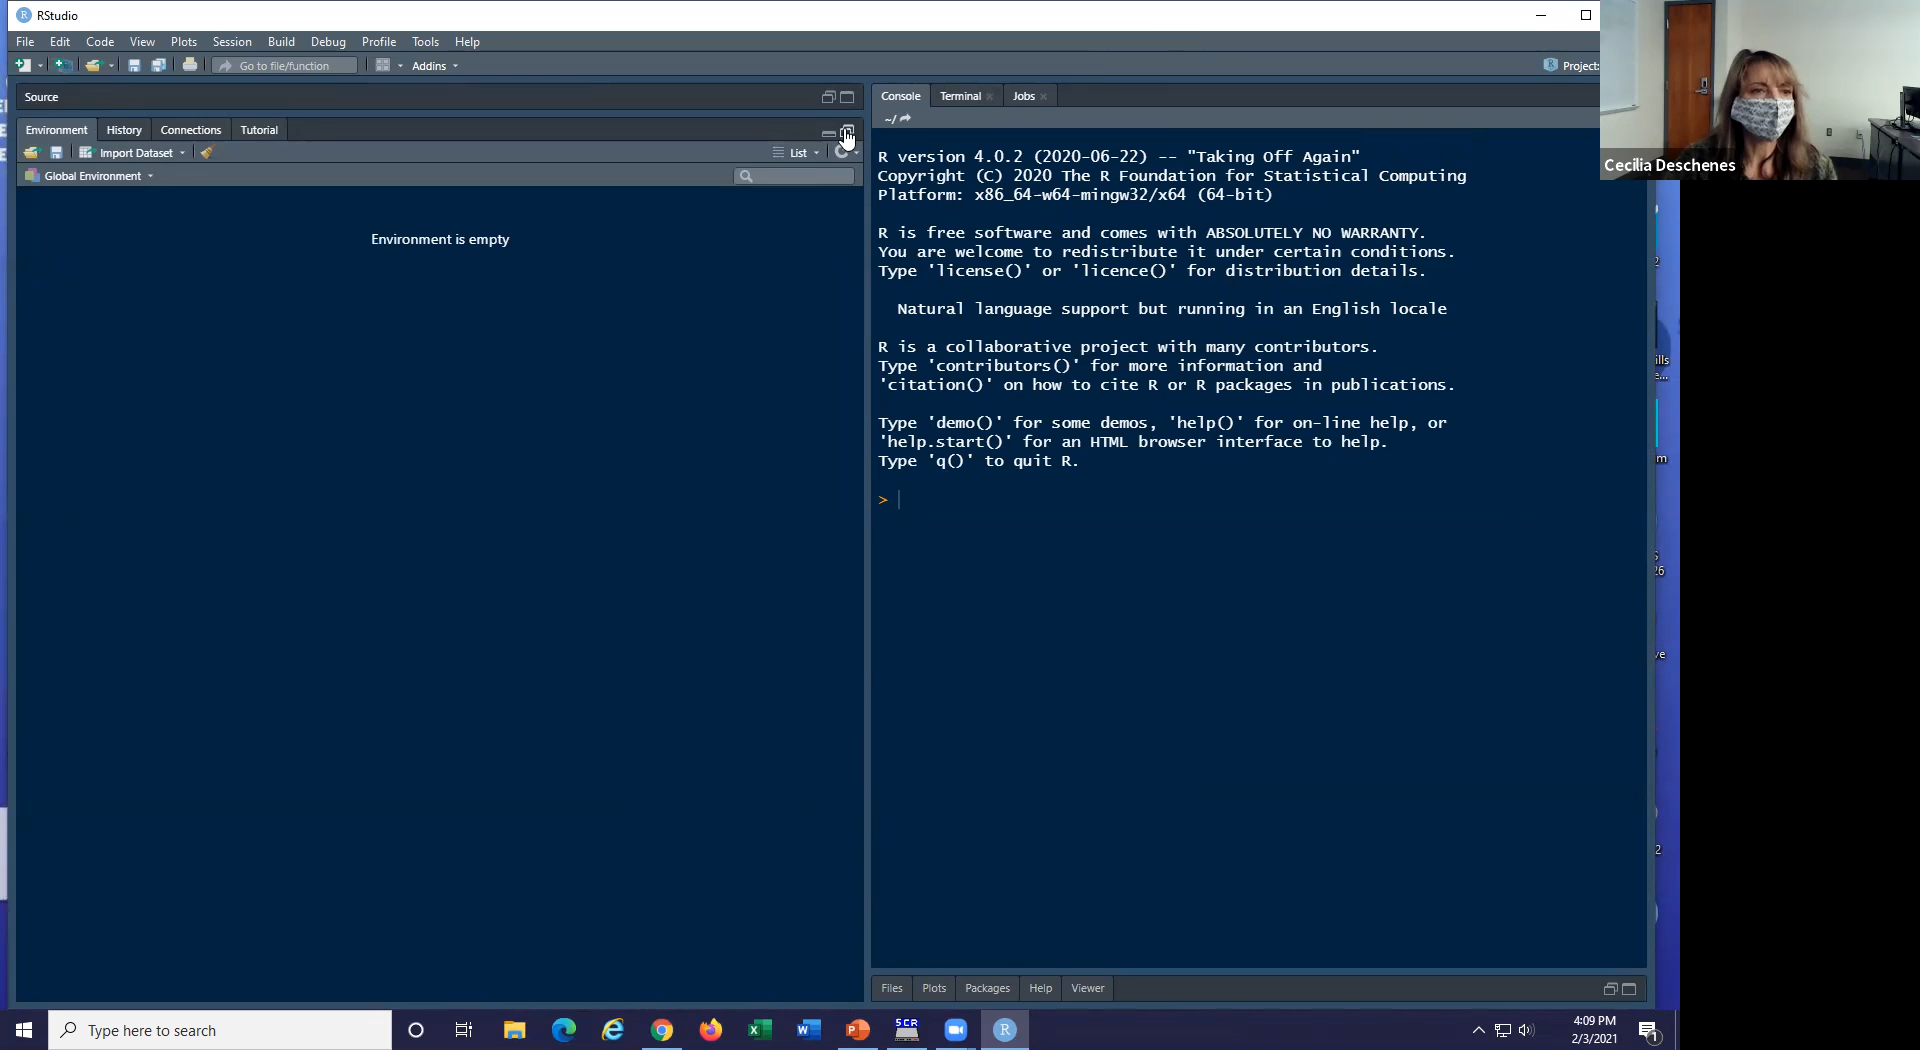 RStudio
File Edit Code View Plots Session Build Debug Profile Tools Help
Go to file/function Addins Project:
Source
Environment History Connections Tutorial
Import Dataset List
Global Environment
Environment is empty
Console Terminal Jobs
~/
R version 4.0.2 (2020-06-22) -- "Taking Off Again"
Copyright (C) 2020 The R Foundation for Statistical Computing
Platform: x86_64-w64-mingw32/x64 (64-bit)
R is free software and comes with ABSOLUTELY NO WARRANTY.
You are welcome to redistribute it under certain conditions.
Type 'license()' or 'licence()' for distribution details.
Natural language support but running in an English locale
R is a collaborative project with many contributors.
Type 'contributors()' for more information and
'citation()' on how to cite R or R packages in publications.
Type 'demo()' for some demos, 'help()' for on-line help, or
'help.start()' for an HTML browser interface to help.
Type 'q()' to quit R.
>
Files Plots Packages Help Viewer
Cecilia Deschenes
Type here to search
SCR
4:09 PM
2/3/2021
1